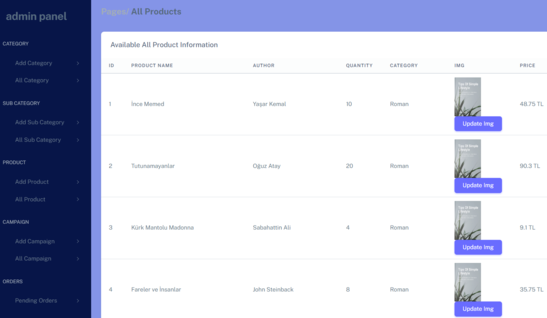 admin panel
Pages/ All Products
CATEGORY
Add Category
All Category
SUB CATEGORY
Add Sub Category
All Sub Category
PRODUCT
Add Product
All Product
CAMPAIGN
Add Campaign
All Campaign
ORDERS
Pending Orders
Available All Product Information
ID PRODUCT NAME AUTHOR QUANTITY CATEGORY IMG PRICE
1 İnce Memed Yaşar Kemal 10 Roman 48.75 TL
Update Img
2 Tutunamayanlar Oğuz Atay 20 Roman 90.3 TL
Update Img
3 Kürk Mantolu Madonna Sabahattin Ali 4 Roman 9.1 TL
Update Img
4 Fareler ve İnsanlar John Steinback 8 Roman 35.75 TL
Update Img